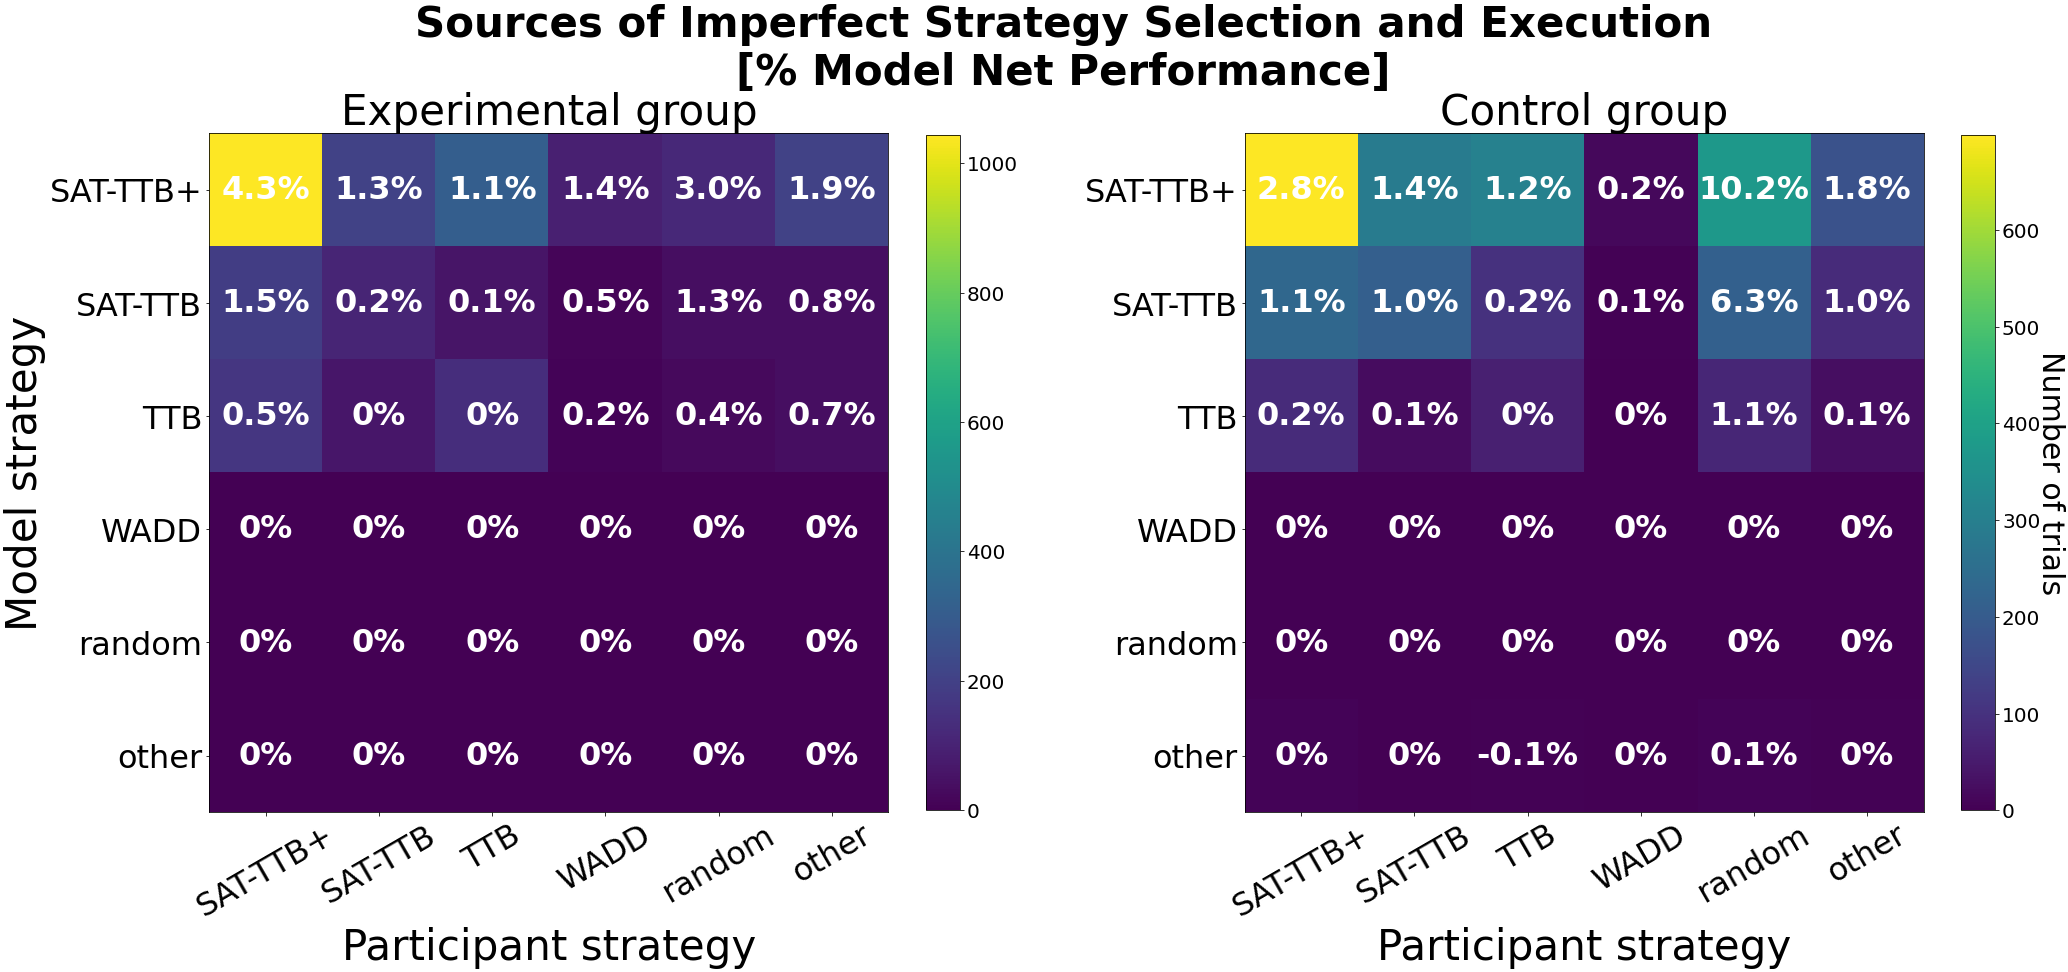 Sources of Imperfect Strategy Selection and Execution
[% Model Net Performance]
Experimental group
Model strategy
SAT-TTB+ 4.3% 1.3% 1.1% 1.4% 3.0% 1.9%
SAT-TTB 1.5% 0.2% 0.1% 0.5% 1.3% 0.8%
TTB 0.5% 0% 0% 0.2% 0.4% 0.7%
WADD 0% 0% 0% 0% 0% 0%
random 0% 0% 0% 0% 0% 0%
other 0% 0% 0% 0% 0% 0%
SAT-TTB+ SAT-TTB TTB WADD random other
Participant strategy
1000
800
600
400
200
0
Control group
SAT-TTB+ 2.8% 1.4% 1.2% 0.2% 10.2% 1.8%
SAT-TTB 1.1% 1.0% 0.2% 0.1% 6.3% 1.0%
TTB 0.2% 0.1% 0% 0% 1.1% 0.1%
WADD 0% 0% 0% 0% 0% 0%
random 0% 0% 0% 0% 0% 0%
other 0% 0% -0.1% 0% 0.1% 0%
SAT-TTB+ SAT-TTB TTB WADD random other
Participant strategy
600
500
400
300
200
100
0
Number of trials